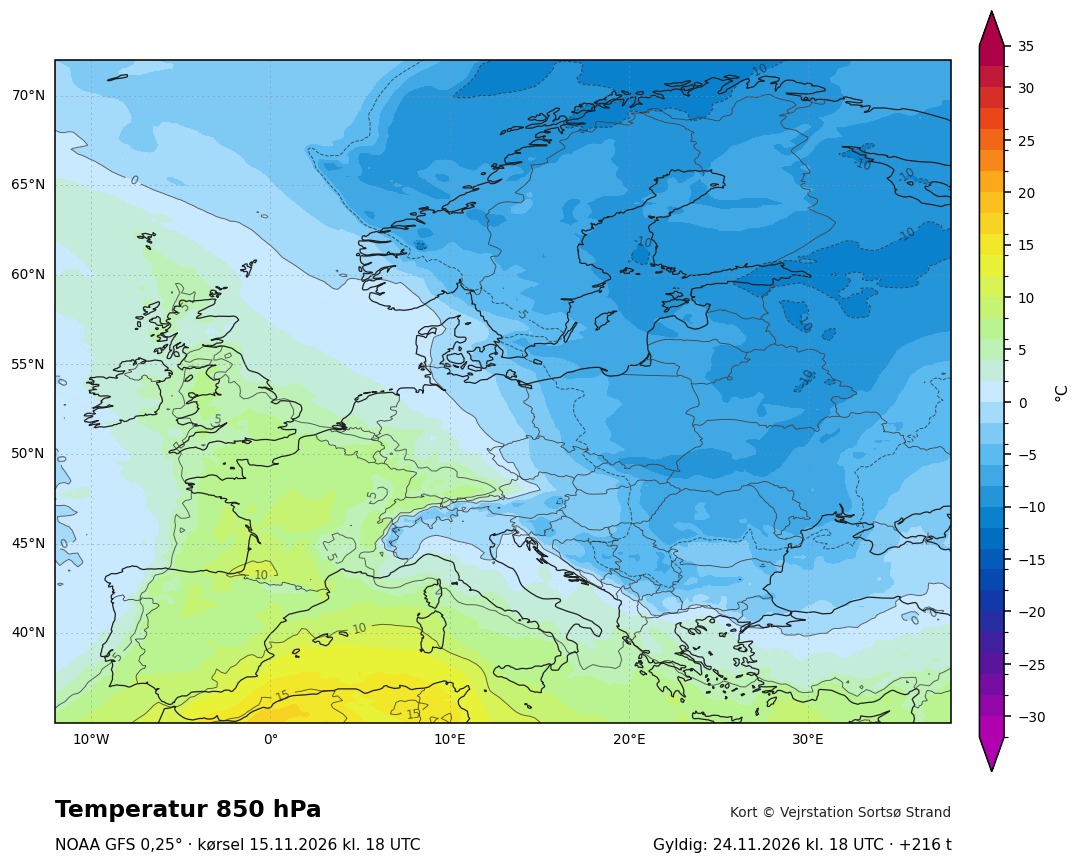 70°N
65°N
60°N
55°N
50°N
45°N
40°N
10°W 0° 10°E 20°E 30°E
35
30
25
20
15
10
5
0
−5
−10
−15
−20
−25
−30
°C
Temperatur 850 hPa
Kort © Vejrstation Sortsø Strand
NOAA GFS 0,25° · kørsel 15.11.2026 kl. 18 UTC
Gyldig: 24.11.2026 kl. 18 UTC · +216 t